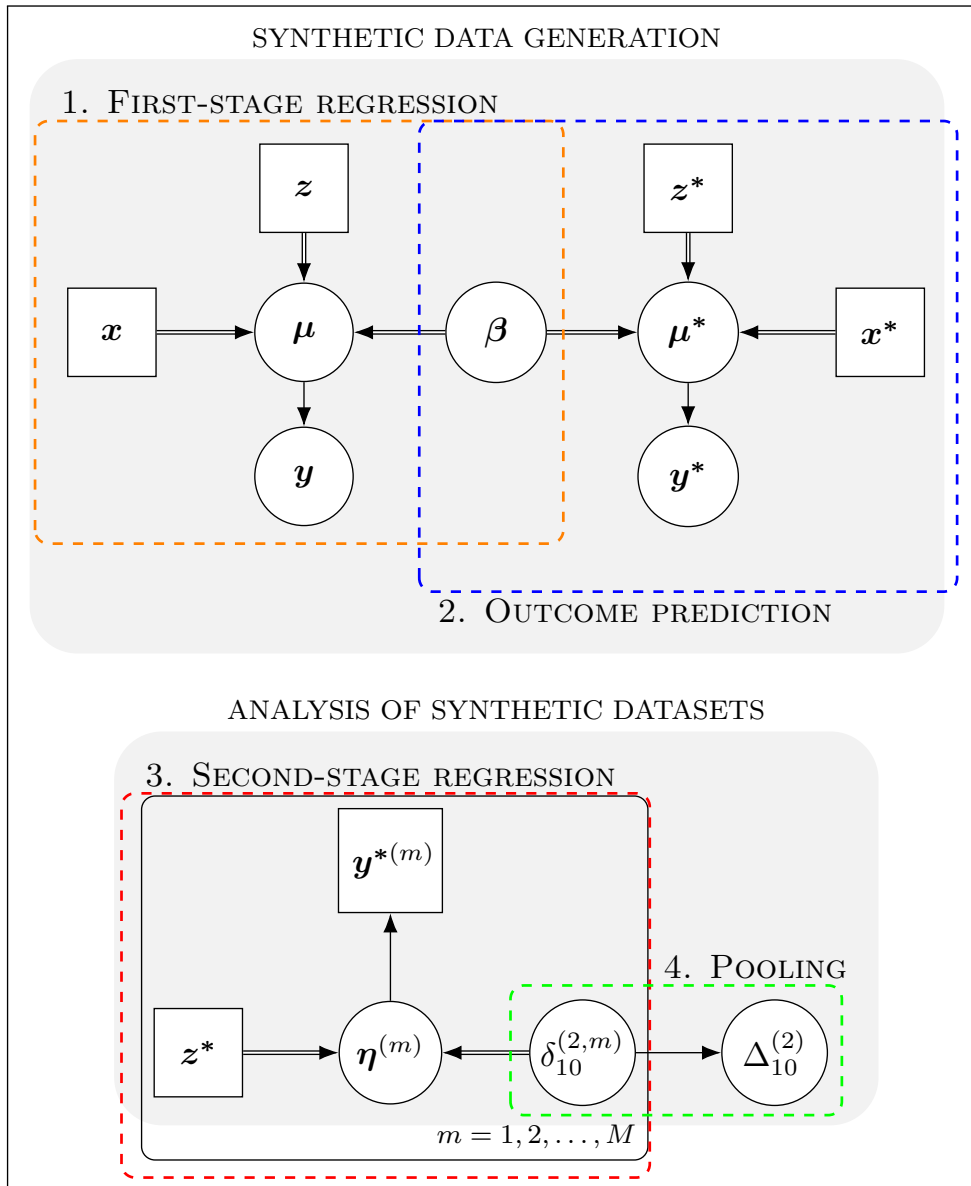 SYNTHETIC DATA GENERATION
1. First-stage regression
z
z*
x
μ
β
μ*
x*
y
y*
2. Outcome prediction
ANALYSIS OF SYNTHETIC DATASETS
3. Second-stage regression
y*(m)
4. Pooling
z*
η(m)
δ10(2,m)
Δ10(2)
m = 1, 2, . . . , M